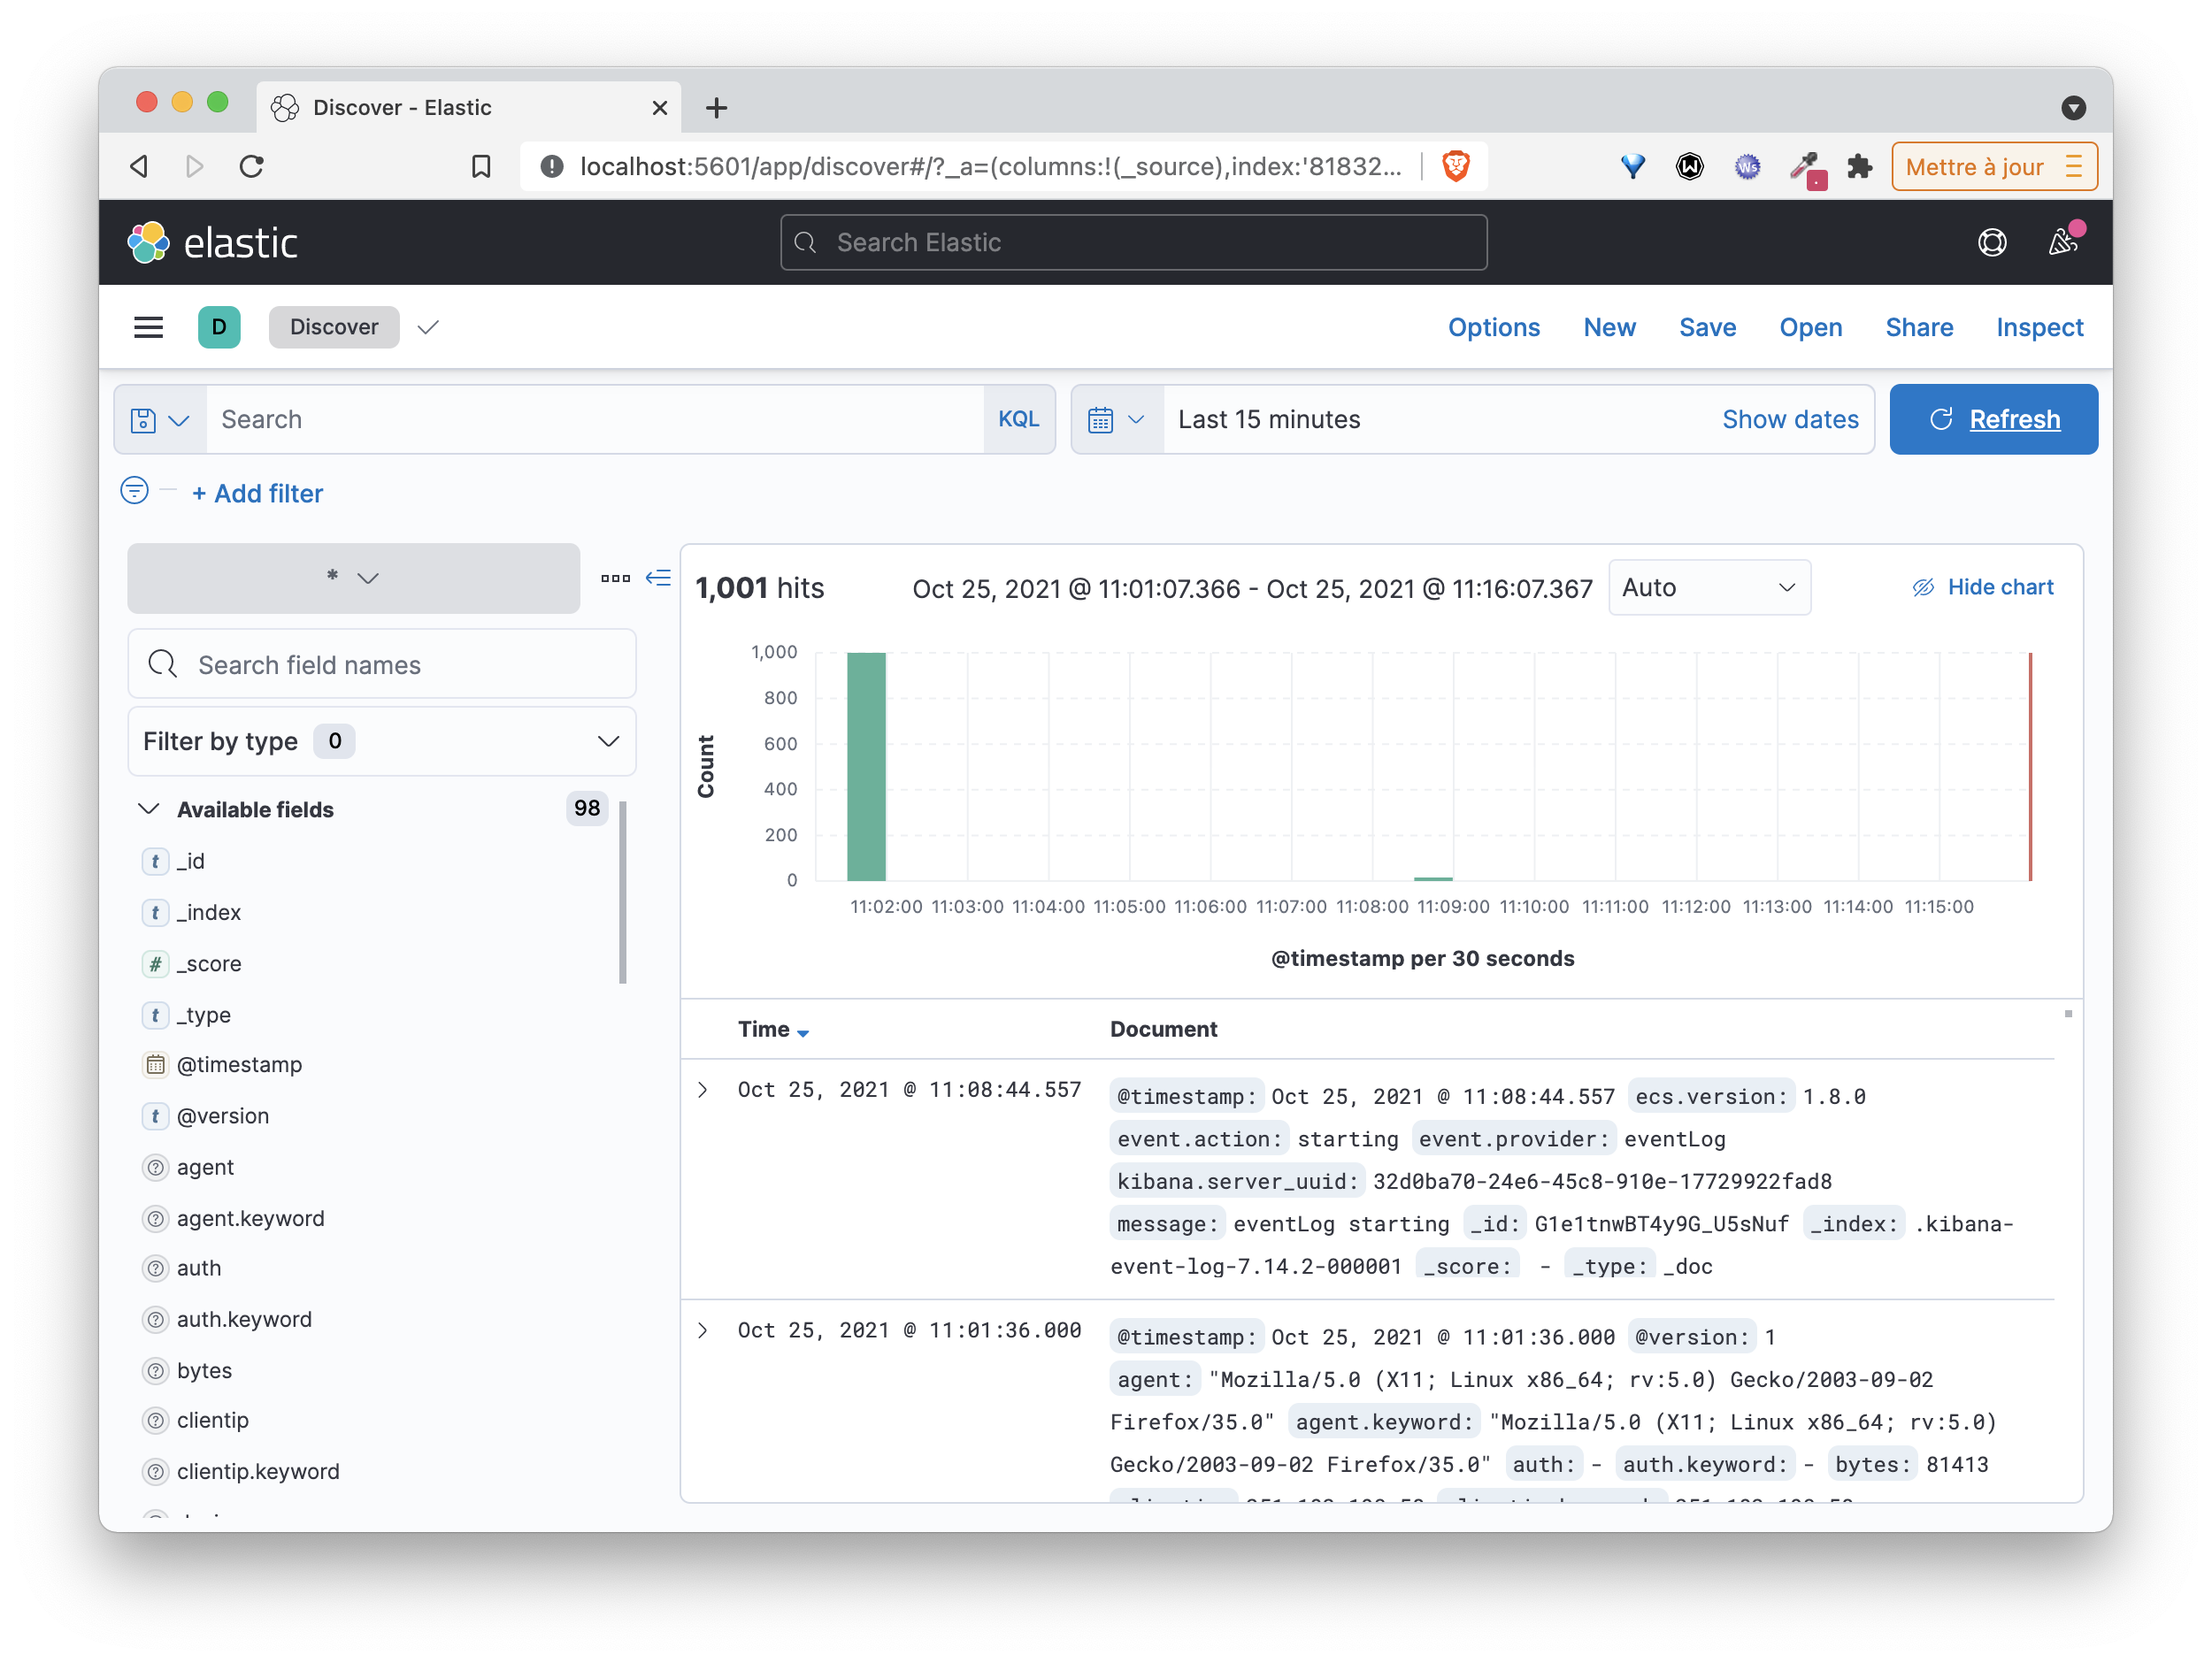 Discover - Elastic
localhost:5601/app/discover#/?_a=(columns:!(_source),index:'81832...
Mettre à jour
elastic
Search Elastic
D
Discover
Options
New
Save
Open
Share
Inspect
Search
KQL
Last 15 minutes
Show dates
Refresh
+ Add filter
*
Search field names
Filter by type 0
Available fields 98
t _id
t _index
# _score
t _type
@timestamp
t @version
? agent
? agent.keyword
? auth
? auth.keyword
? bytes
? clientip
? clientip.keyword
1,001 hits
Oct 25, 2021 @ 11:01:07.366 - Oct 25, 2021 @ 11:16:07.367
Auto
Hide chart
Count
1,000
800
600
400
200
0
11:02:00 11:03:00 11:04:00 11:05:00 11:06:00 11:07:00 11:08:00 11:09:00 11:10:00 11:11:00 11:12:00 11:13:00 11:14:00 11:15:00
@timestamp per 30 seconds
Time
Document
Oct 25, 2021 @ 11:08:44.557
@timestamp: Oct 25, 2021 @ 11:08:44.557 ecs.version: 1.8.0
event.action: starting event.provider: eventLog
kibana.server_uuid: 32d0ba70-24e6-45c8-910e-17729922fad8
message: eventLog starting _id: G1e1tnwBT4y9G_U5sNuf _index: .kibana-
event-log-7.14.2-000001 _score: - _type: _doc
Oct 25, 2021 @ 11:01:36.000
@timestamp: Oct 25, 2021 @ 11:01:36.000 @version: 1
agent: "Mozilla/5.0 (X11; Linux x86_64; rv:5.0) Gecko/2003-09-02
Firefox/35.0" agent.keyword: "Mozilla/5.0 (X11; Linux x86_64; rv:5.0)
Gecko/2003-09-02 Firefox/35.0" auth: - auth.keyword: - bytes: 81413